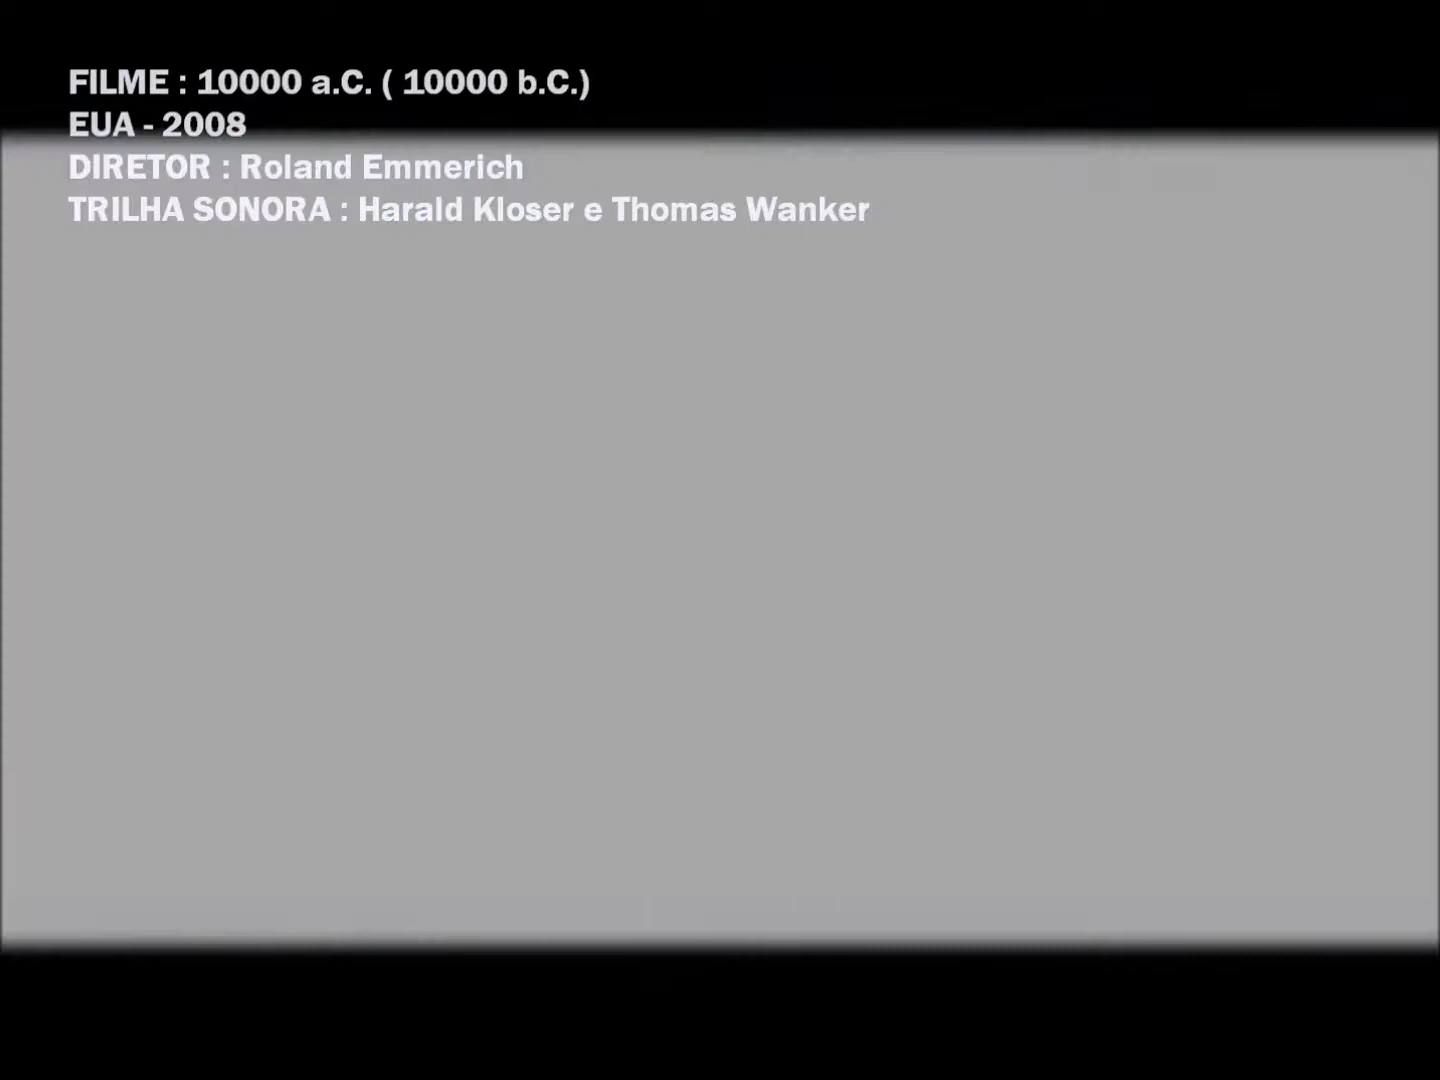 FILME : 10000 a.C. ( 10000 b.C.)
EUA - 2008
DIRETOR : Roland Emmerich
TRILHA SONORA : Harald Kloser e Thomas Wanker